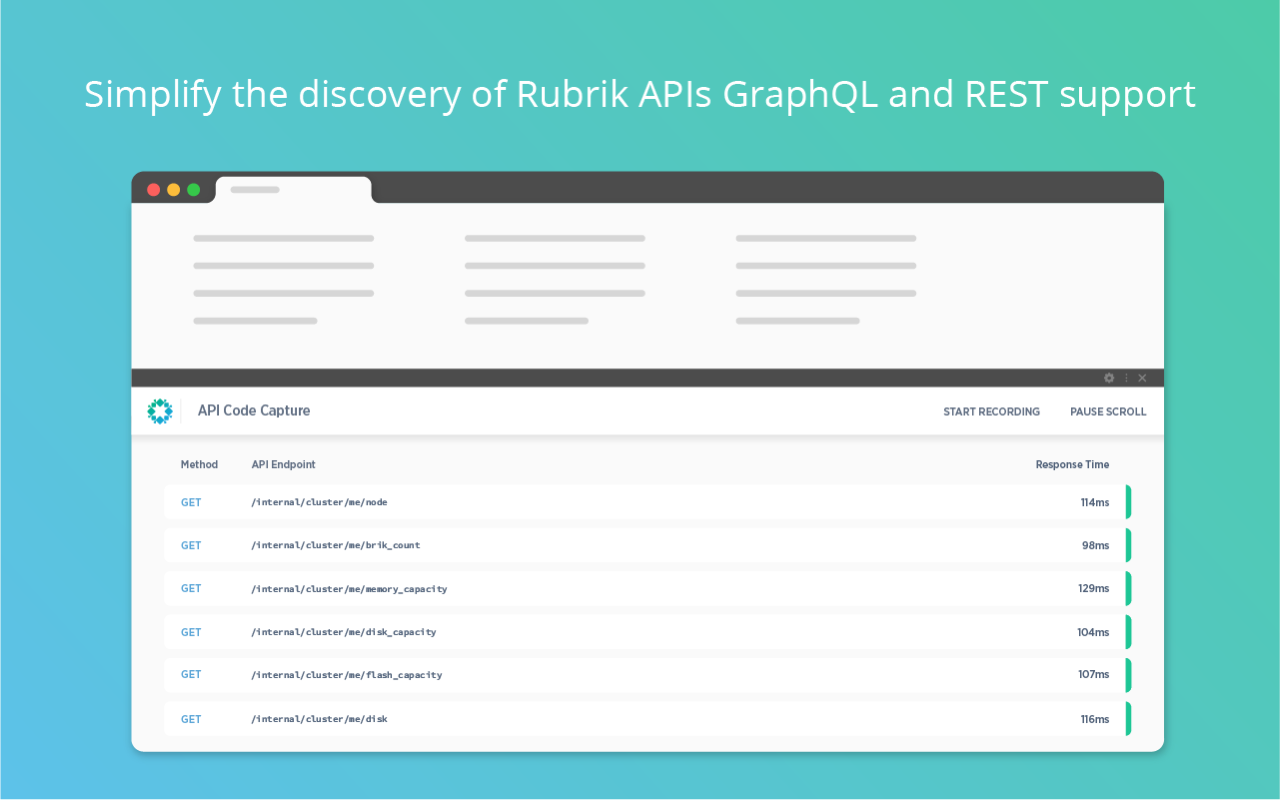 Simplify the discovery of Rubrik APIs GraphQL and REST support
API Code Capture START RECORDING PAUSE SCROLL
Method API Endpoint Response Time
GET /internal/cluster/me/node 114ms
GET /internal/cluster/me/brik_count 98ms
GET /internal/cluster/me/memory_capacity 129ms
GET /internal/cluster/me/disk_capacity 104ms
GET /internal/cluster/me/flash_capacity 107ms
GET /internal/cluster/me/disk 116ms